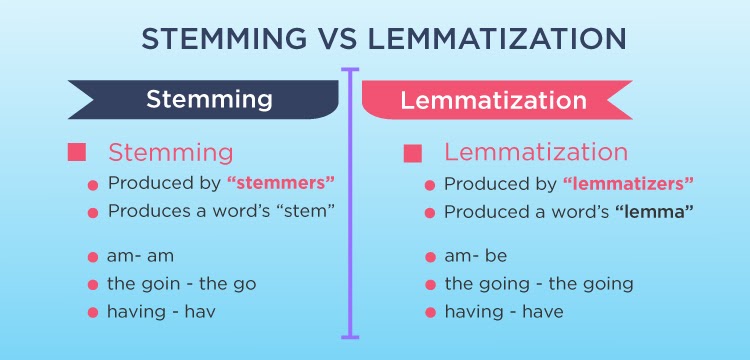 STEMMING VS LEMMATIZATION
Stemming
Stemming
Produced by “stemmers”
Produces a word’s “stem”
am- am
the goin - the go
having - hav
Lemmatization
Lemmatization
Produced by “lemmatizers”
Produced a word’s “lemma”
am- be
the going - the going
having - have